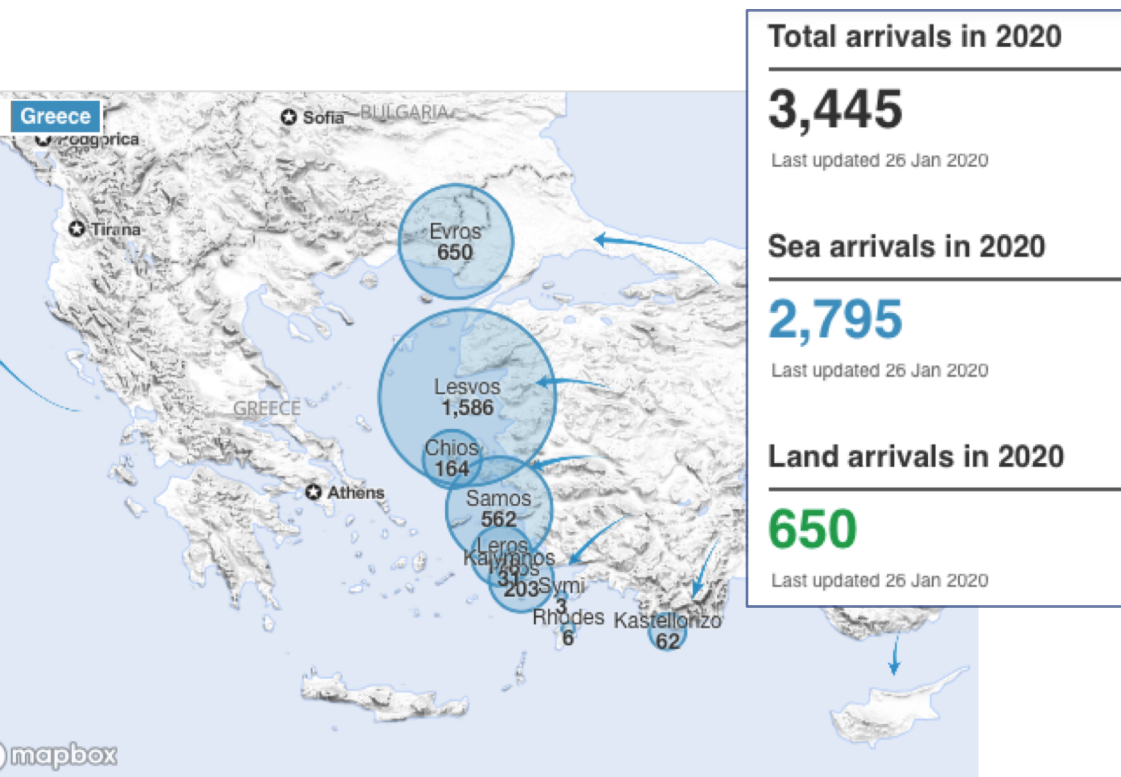 Total arrivals in 2020
3,445
Last updated 26 Jan 2020
Sea arrivals in 2020
2,795
Last updated 26 Jan 2020
Land arrivals in 2020
650
Last updated 26 Jan 2020
Greece
Podgorica
Sofia
BULGARIA
Tirana
Evros
650
Lesvos
1,586
GREECE
Chios
164
Athens
Samos
562
Leros
Kalymnos
31
203
Symi
3
Rhodes
6
Kastellorizo
62
mapbox